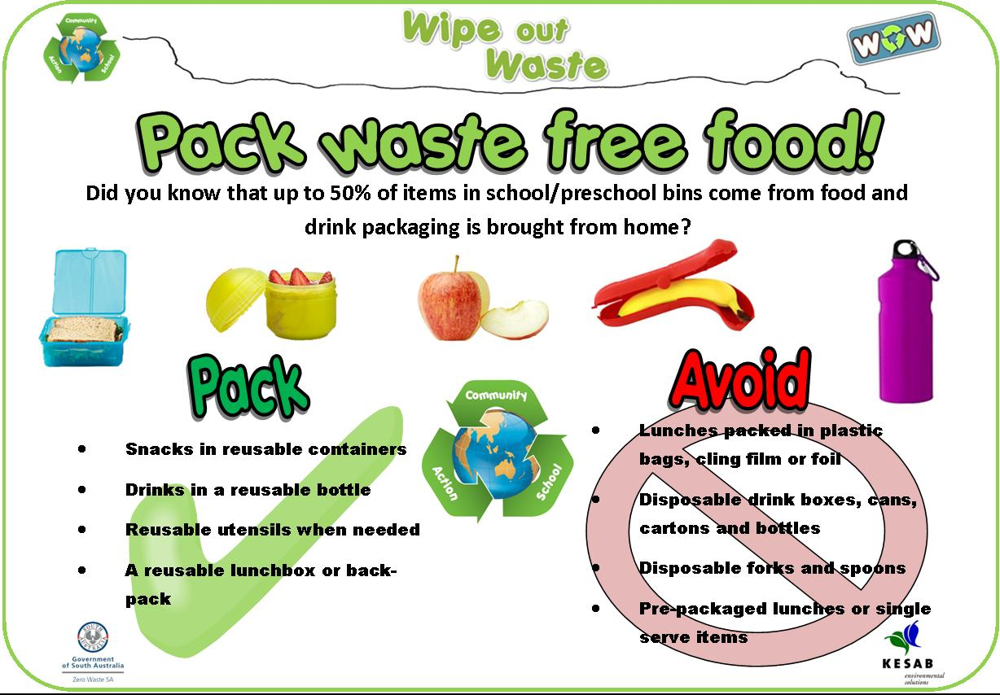 Community
Action
School
Wipe out
Waste
WOW
Pack waste free food!
Did you know that up to 50% of items in school/preschool bins come from food and
drink packaging is brought from home?
Pack
Snacks in reusable containers
Drinks in a reusable bottle
Reusable utensils when needed
A reusable lunchbox or back-
pack
Community
Action
School
Avoid
Lunches packed in plastic
bags, cling film or foil
Disposable drink boxes, cans,
cartons and bottles
Disposable forks and spoons
Pre-packaged lunches or single
serve items
SOUTH
AUSTRALIA
Government
of South Australia
Zero Waste SA
KESAB
environmental
solutions